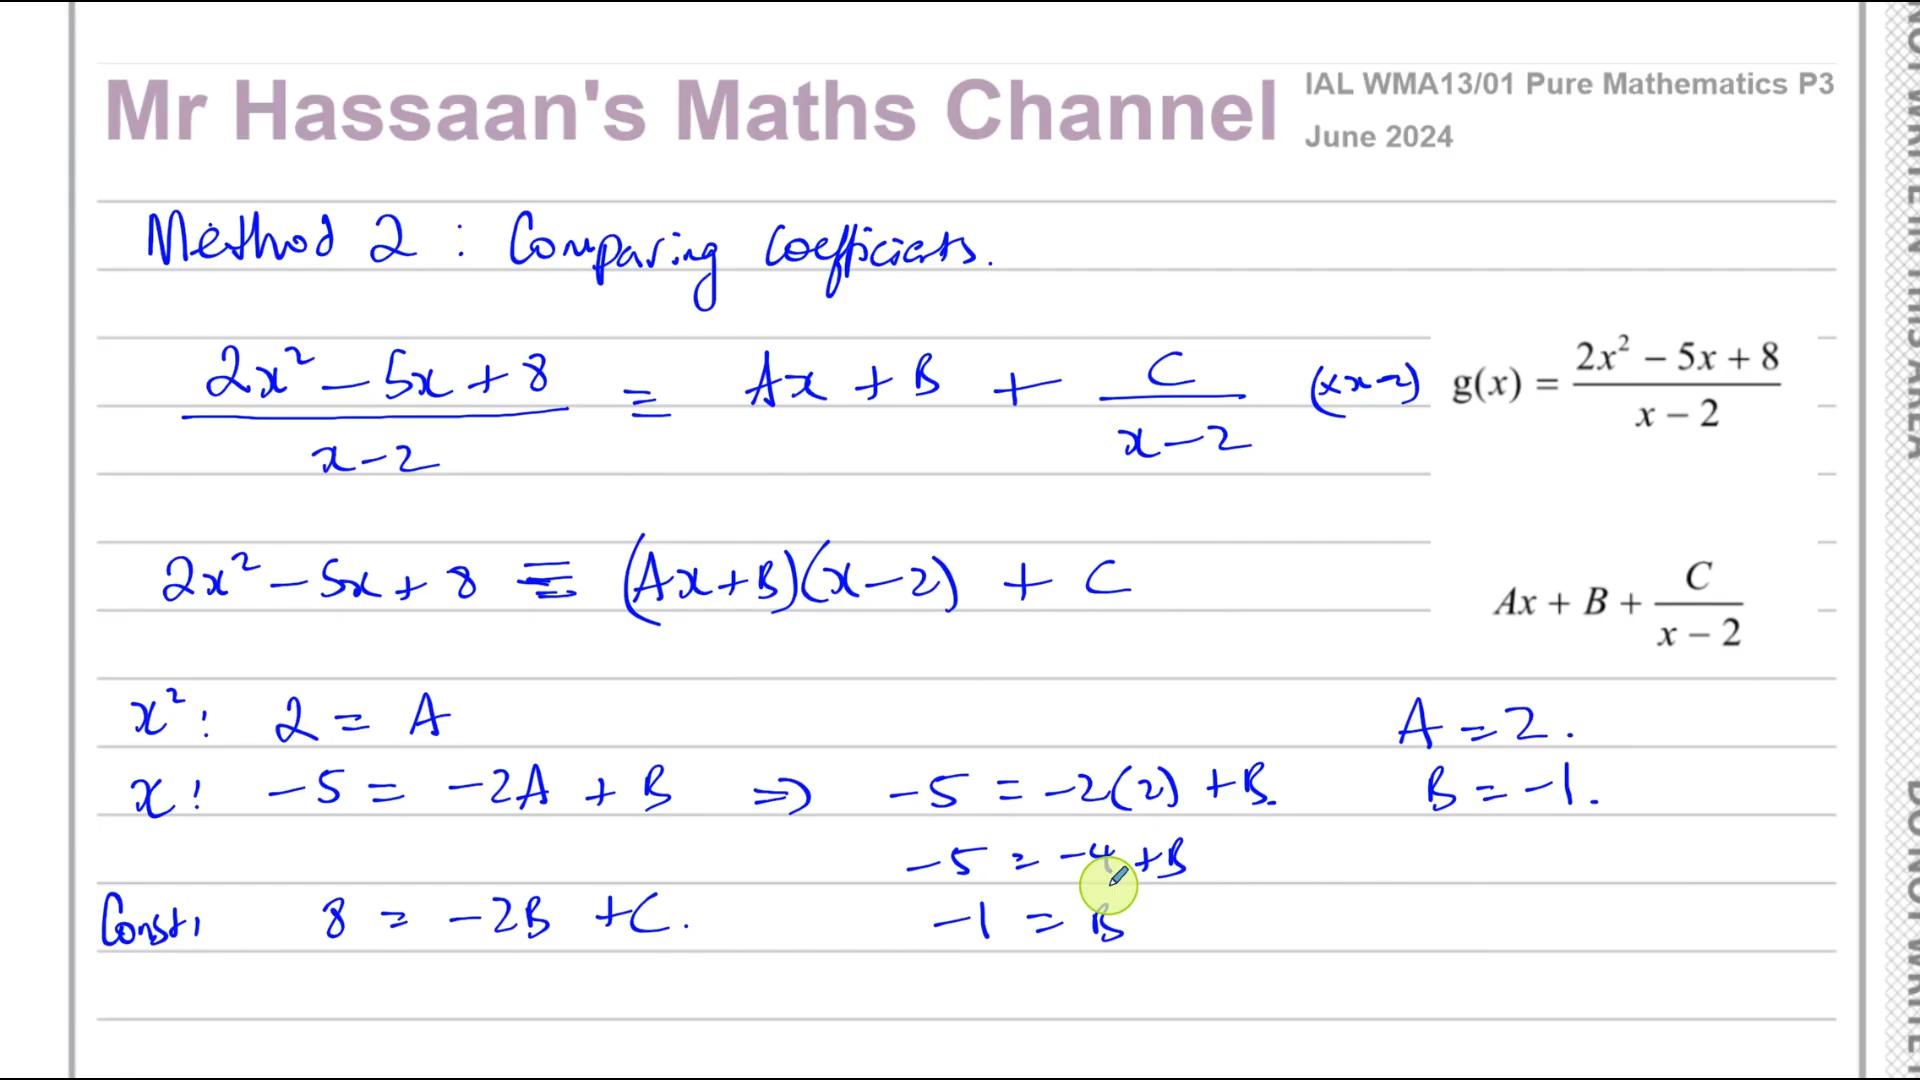 Mr Hassaan's Maths Channel
IAL WMA13/01 Pure Mathematics P3
June 2024
Method 2 : Comparing coefficients.
(2x² - 5x + 8)/(x - 2) ≡ Ax + B + C/(x - 2) (× x-2)
g(x) = (2x² − 5x + 8)/(x − 2)
2x² - 5x + 8 ≡ (Ax + B)(x - 2) + C
Ax + B + C/(x − 2)
x² : 2 = A
A = 2.
x : -5 = -2A + B ⇒ -5 = -2(2) + B.
B = -1.
-5 = -4 + B
Const, 8 = -2B + C.
-1 = B